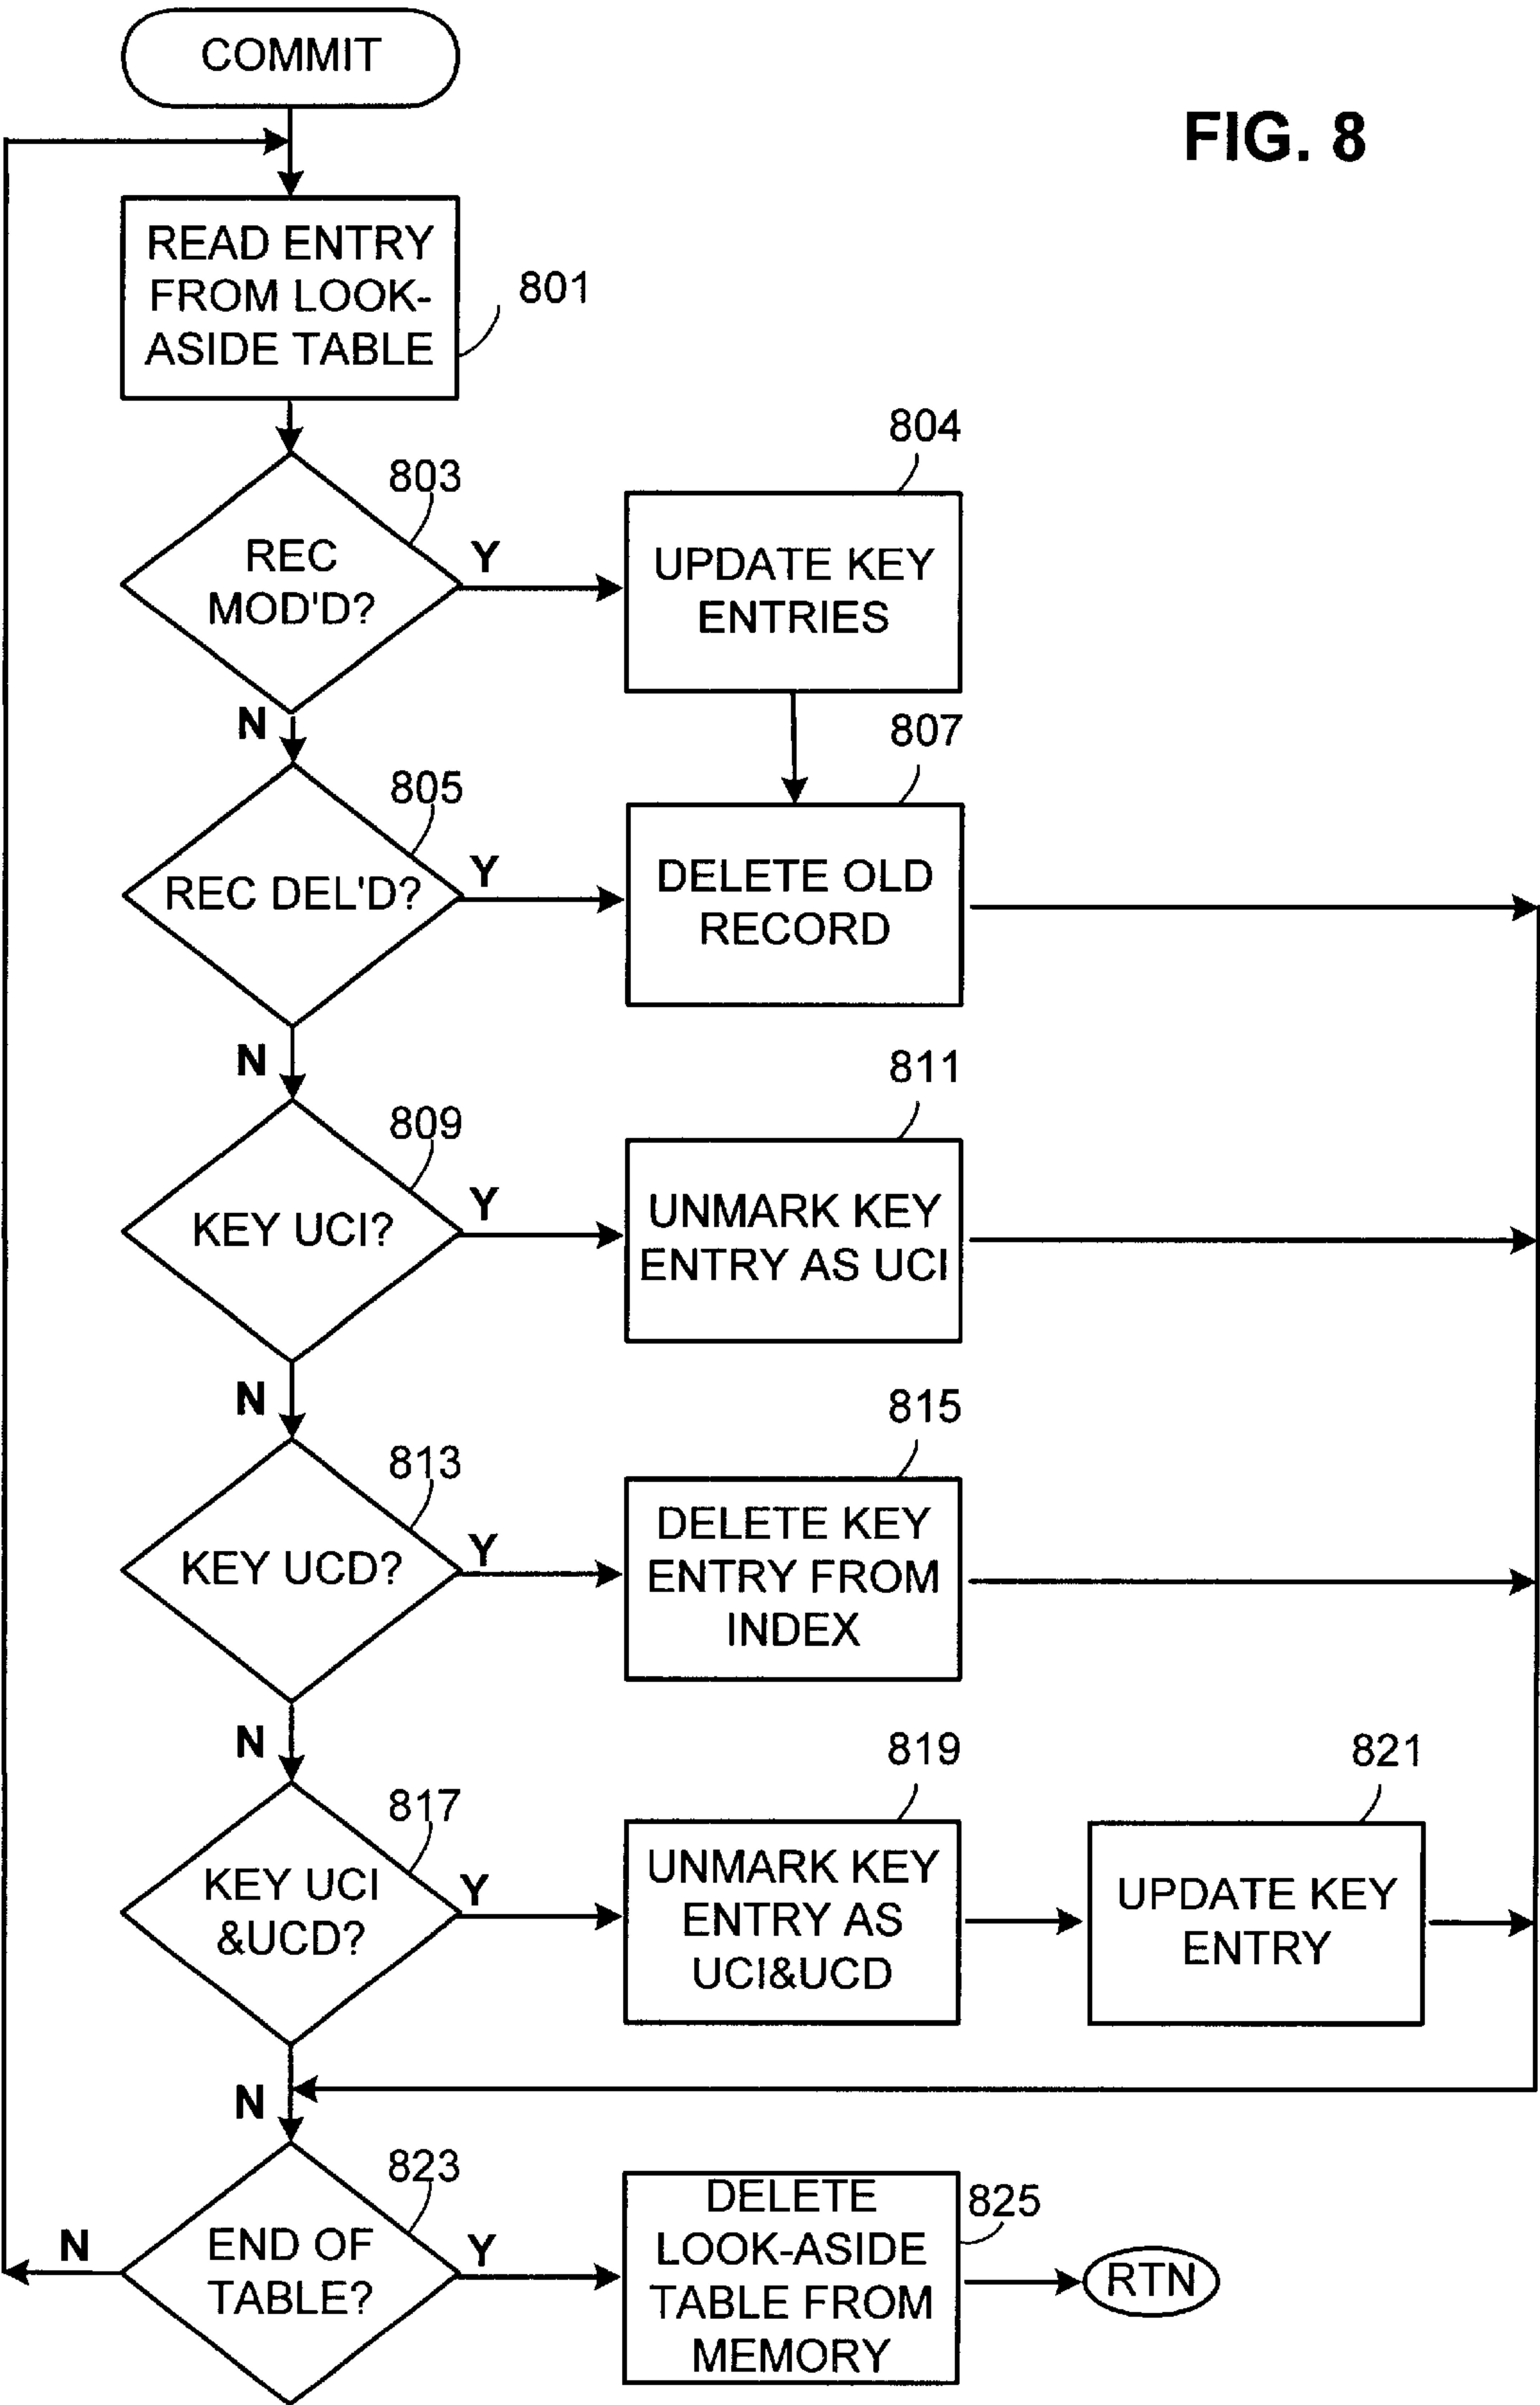 COMMIT
FIG. 8
READ ENTRY
FROM LOOK-
ASIDE TABLE
801
803
REC
MOD'D?
Y
N
804
UPDATE KEY
ENTRIES
805
REC DEL'D?
Y
N
807
DELETE OLD
RECORD
809
KEY UCI?
Y
N
811
UNMARK KEY
ENTRY AS UCI
813
KEY UCD?
Y
N
815
DELETE KEY
ENTRY FROM
INDEX
817
KEY UCI
&UCD?
Y
N
819
UNMARK KEY
ENTRY AS
UCI&UCD
821
UPDATE KEY
ENTRY
823
END OF
TABLE?
N
Y
825
DELETE
LOOK-ASIDE
TABLE FROM
MEMORY
RTN